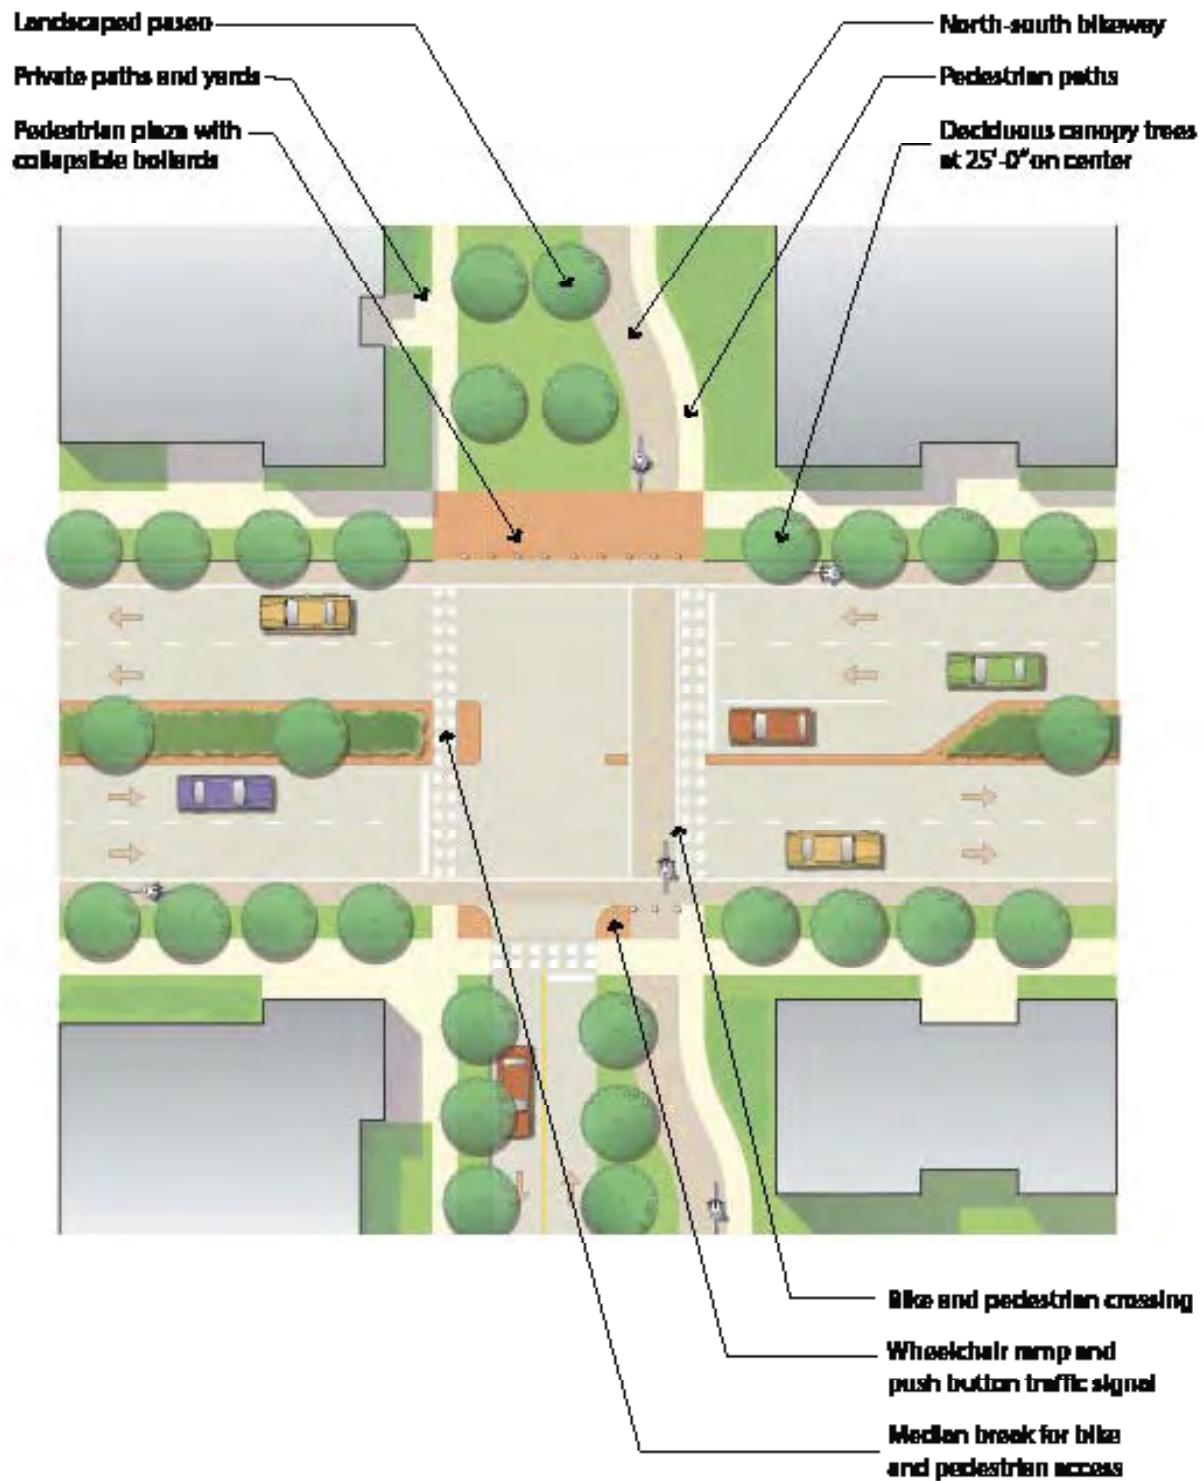 Landscaped paseo
Private paths and yards
Pedestrian plaza with
collapsible bollards
North-south bikeway
Pedestrian paths
Deciduous canopy trees
at 25'-0" on center
Bike and pedestrian crossing
Wheelchair ramp and
push button traffic signal
Median break for bike
and pedestrian access